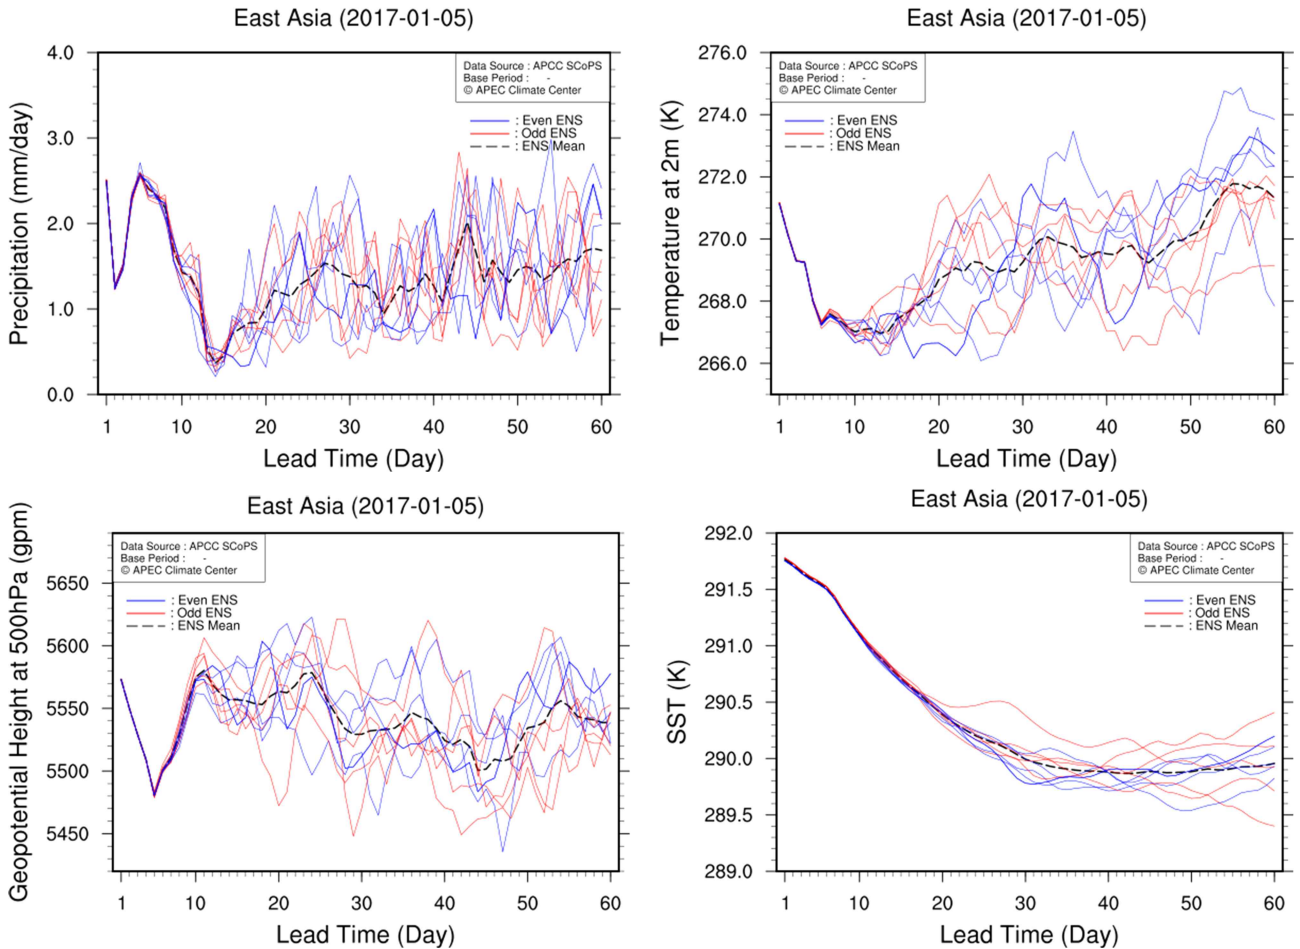 East Asia (2017-01-05)
Precipitation (mm/day)
4.0
3.0
2.0
1.0
0.0
Data Source : APCC SCoPS
Base Period : -
© APEC Climate Center
: Even ENS
: Odd ENS
: ENS Mean
1 10 20 30 40 50 60
Lead Time (Day)
East Asia (2017-01-05)
Temperature at 2m (K)
276.0
274.0
272.0
270.0
268.0
266.0
Data Source : APCC SCoPS
Base Period : -
© APEC Climate Center
: Even ENS
: Odd ENS
: ENS Mean
1 10 20 30 40 50 60
Lead Time (Day)
East Asia (2017-01-05)
Geopotential Height at 500hPa (gpm)
5650
5600
5550
5500
5450
Data Source : APCC SCoPS
Base Period : -
© APEC Climate Center
: Even ENS
: Odd ENS
: ENS Mean
1 10 20 30 40 50 60
Lead Time (Day)
East Asia (2017-01-05)
SST (K)
292.0
291.5
291.0
290.5
290.0
289.5
289.0
Data Source : APCC SCoPS
Base Period : -
© APEC Climate Center
: Even ENS
: Odd ENS
: ENS Mean
1 10 20 30 40 50 60
Lead Time (Day)